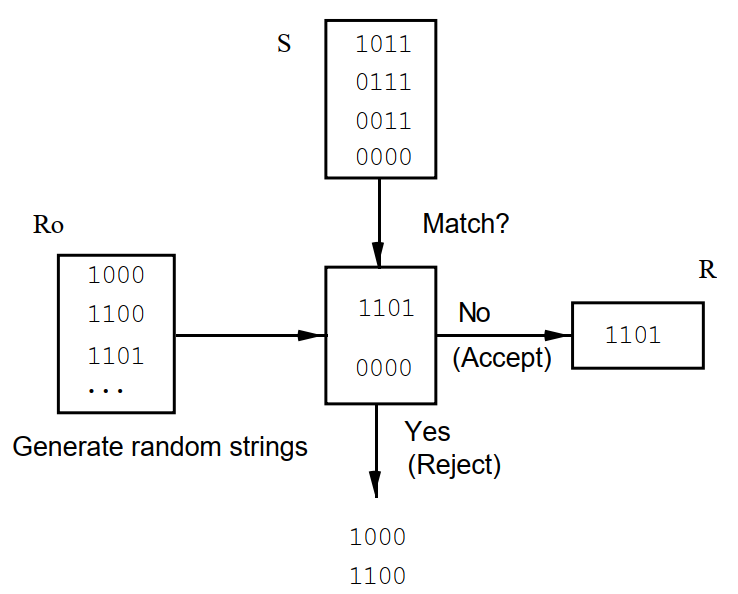 S
1011
0111
0011
0000
Match?
Ro
1000
1100
1101
...
Generate random strings
1101
0000
No
(Accept)
R
1101
Yes
(Reject)
1000
1100